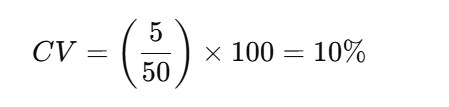 CV = (5/50) × 100 = 10%